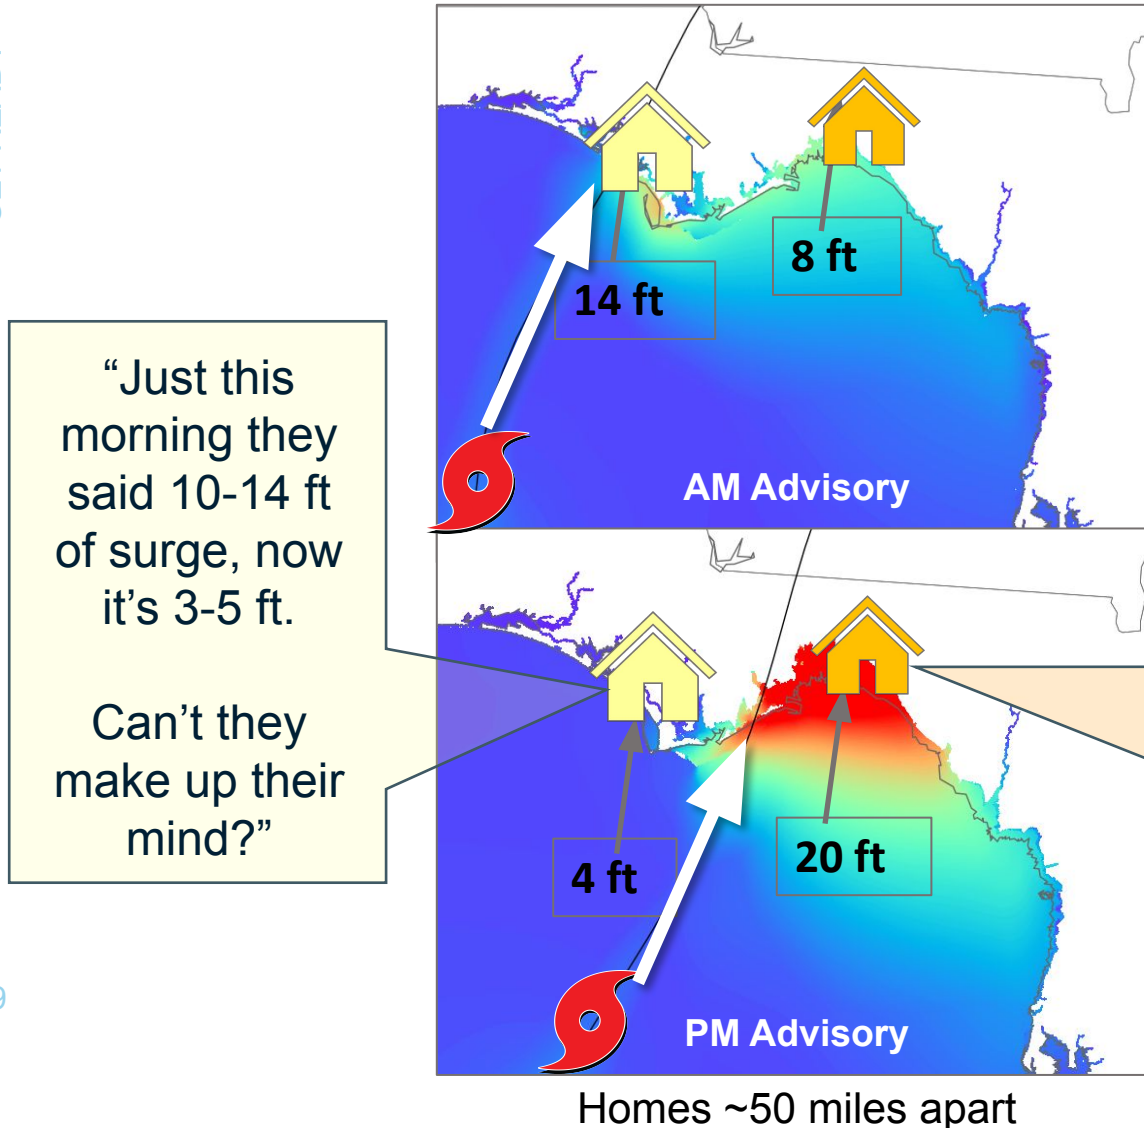 14 ft
8 ft
AM Advisory
“Just this
morning they
said 10-14 ft
of surge, now
it’s 3-5 ft.
Can’t they
make up their
mind?”
4 ft
20 ft
PM Advisory
Homes ~50 miles apart
9